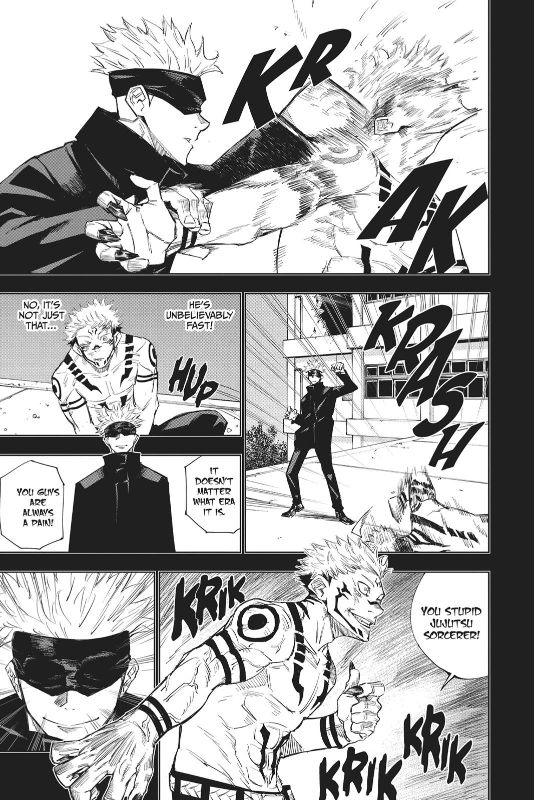 KR
AK
KRASH
HE'S
UNBELIEVABLY
FAST!
HUP
NO, IT'S
NOT JUST
THAT...
IT
DOESN'T
MATTER
WHAT ERA
IT IS.
YOU GUYS
ARE
ALWAYS
A PAIN!
YOU STUPID
JUJUTSU
SORCERER!
KRIK
KRIK
KRIK
KRIK